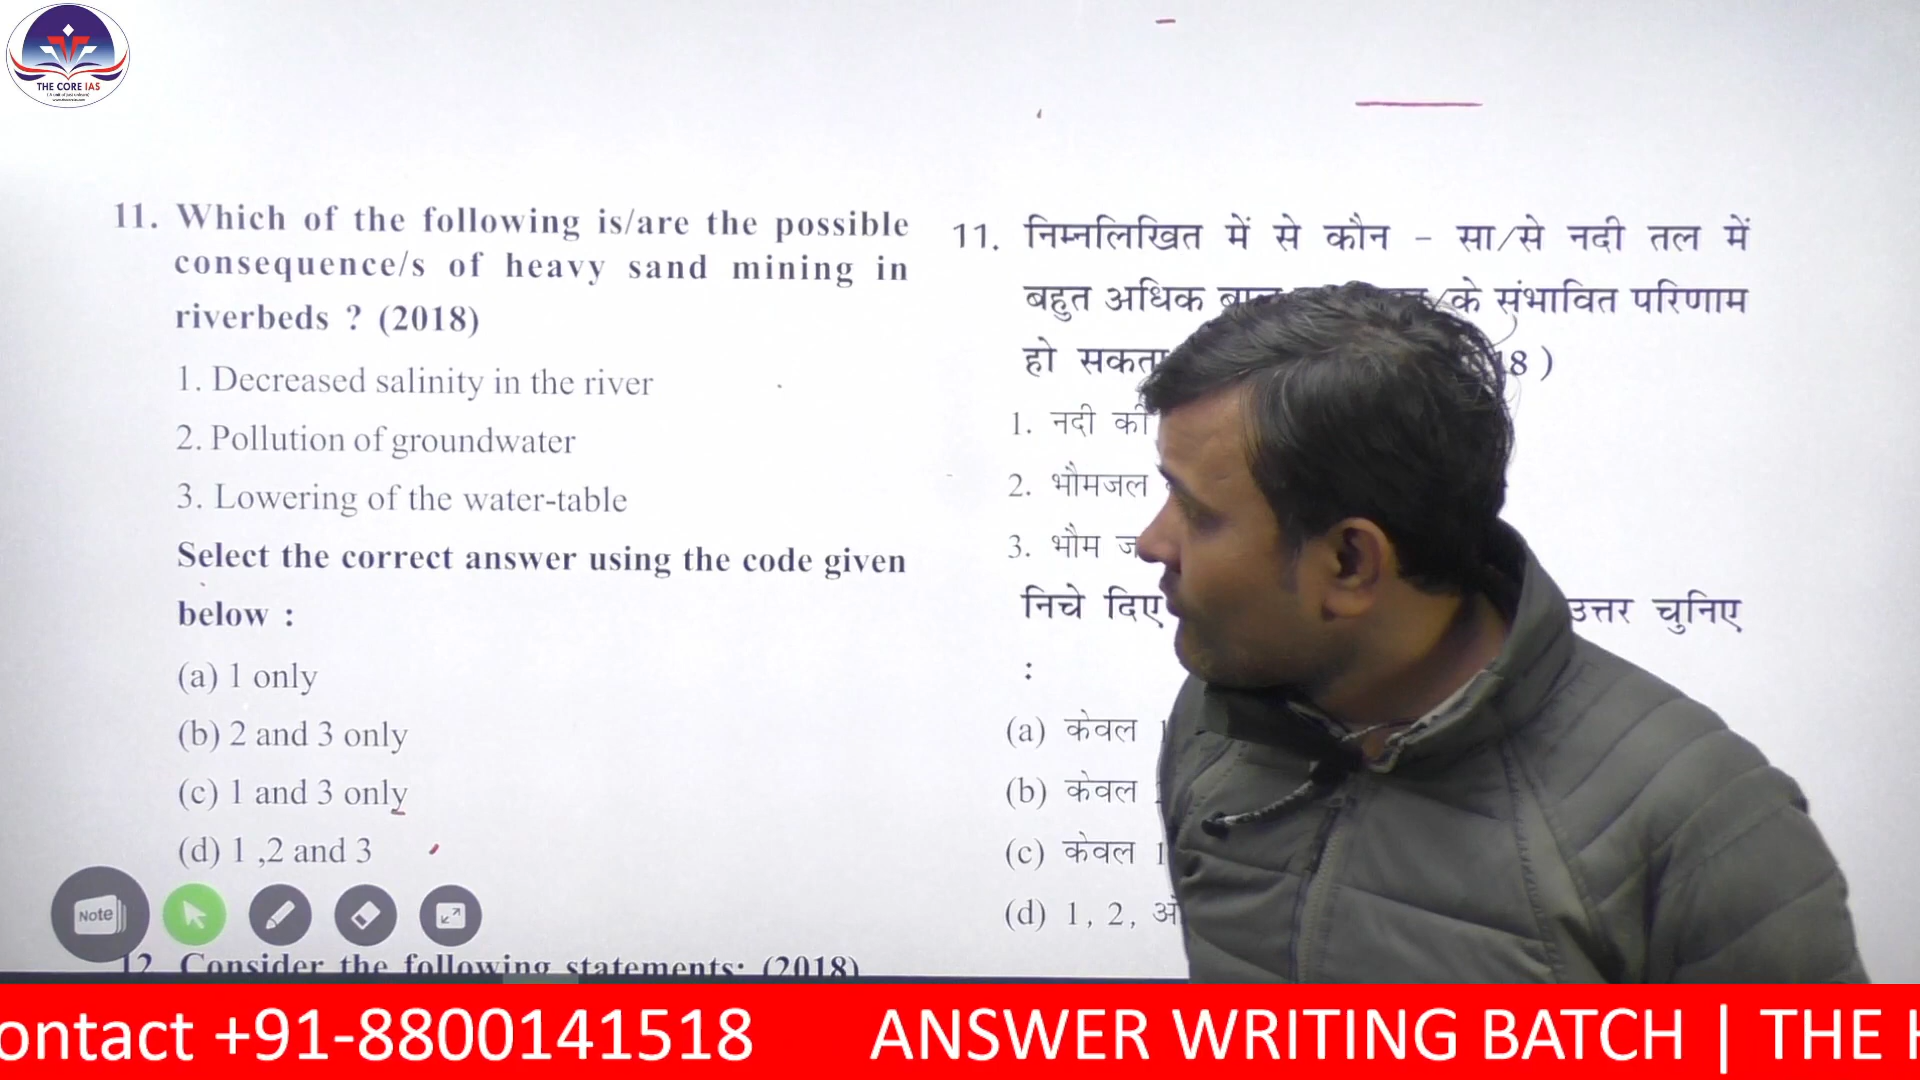 THE CORE IAS
11. Which of the following is/are the possible
consequence/s of heavy sand mining in
riverbeds ? (2018)
1. Decreased salinity in the river
2. Pollution of groundwater
3. Lowering of the water-table
Select the correct answer using the code given
below :
(a) 1 only
(b) 2 and 3 only
(c) 1 and 3 only
(d) 1 ,2 and 3
Note
12. Consider the following statements: (2018)
11. निम्नलिखित में से कौन - सा/से नदी तल में
बहुत अधिक /के संभावित परिणाम
हो 8 )
1. नदी की
2. भौमजल
3. भौम
निचे दिए उत्तर चुनिए
:
(a) केवल
(b) केवल
(c) केवल 1
(d) 1, 2,
ontact +91-8800141518 ANSWER WRITING BATCH | THE H